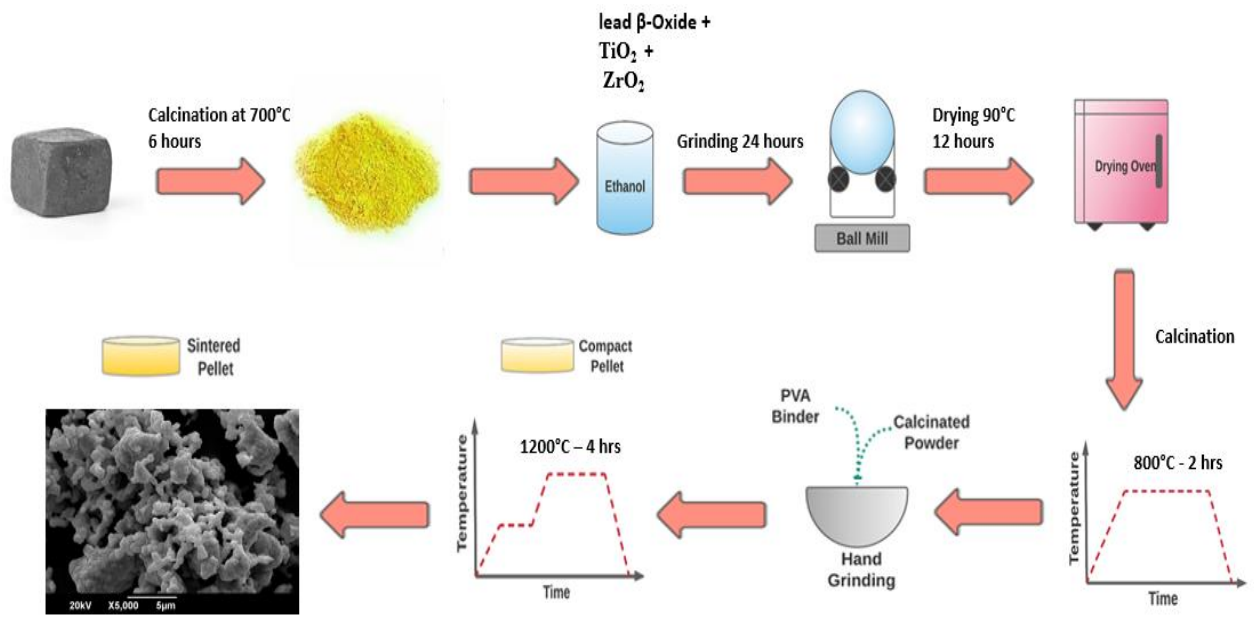 lead β-Oxide +
TiO₂ +
ZrO₂
Calcination at 700°C
6 hours
Ethanol
Grinding 24 hours
Ball Mill
Drying 90°C
12 hours
Drying Oven
Calcination
800°C - 2 hrs
Temperature
Time
PVA
Binder
Calcinated
Powder
Hand
Grinding
Compact
Pellet
1200°C – 4 hrs
Temperature
Time
Sintered
Pellet
20kV X5,000 5µm